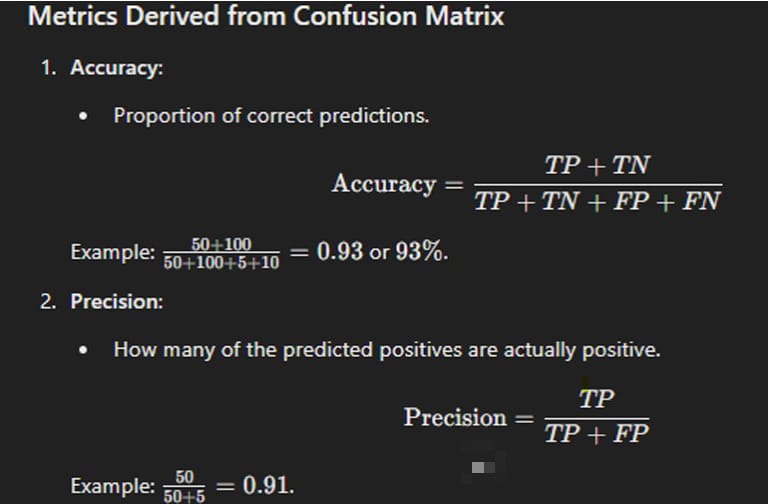 Metrics Derived from Confusion Matrix
1. Accuracy:
• Proportion of correct predictions.
Accuracy = \frac{TP + TN}{TP + TN + FP + FN}
Example: \frac{50+100}{50+100+5+10} = 0.93 or 93%.
2. Precision:
• How many of the predicted positives are actually positive.
Precision = \frac{TP}{TP + FP}
Example: \frac{50}{50+5} = 0.91.